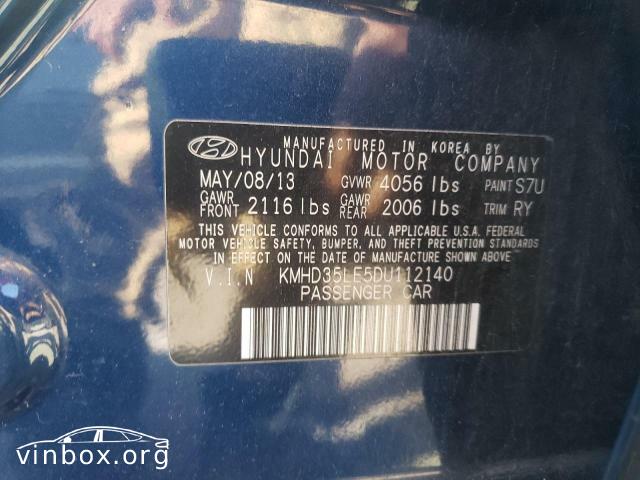 MANUFACTURED IN KOREA BY
HYUNDAI MOTOR COMPANY
MAY/08/13 GVWR 4056 lbs PAINT S7U
GAWR FRONT 2116 lbs GAWR REAR 2006 lbs TRIM RY
THIS VEHICLE CONFORMS TO ALL APPLICABLE U.S.A. FEDERAL
MOTOR VEHICLE SAFETY, BUMPER, AND THEFT PREVENTION STANDARDS
IN EFFECT ON THE DATE OF MANUFACTURE SHOWN ABOVE
V.I.N KMHD35LE5DU112140
PASSENGER CAR
vinbox.org